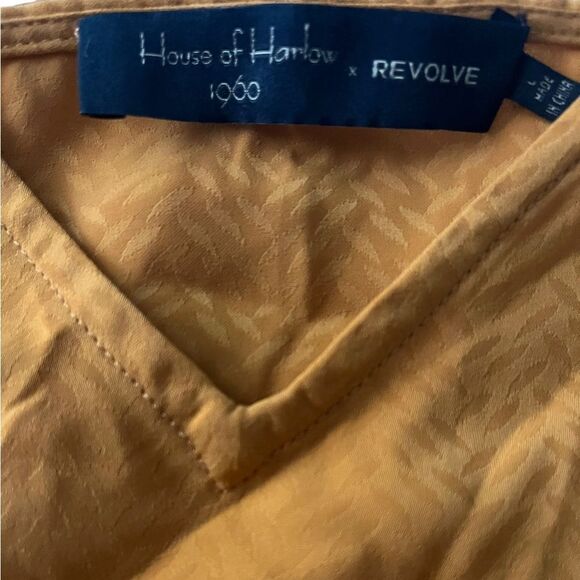 House of Harlow
1960
x REVOLVE
L
MADE
IN CHINA